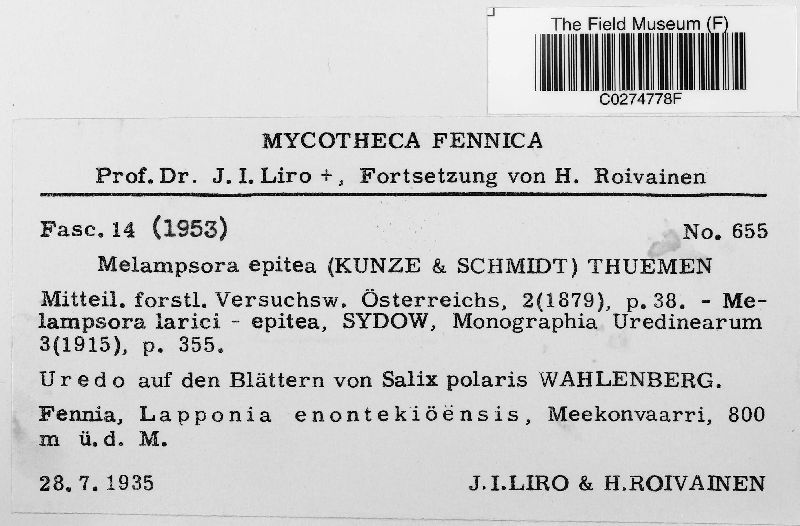 The Field Museum (F)
C0274778F
MYCOTHECA FENNICA
Prof. Dr. J. I. Liro +, Fortsetzung von H. Roivainen
Fasc. 14 (1953) No. 655
Melampsora epitea (KUNZE & SCHMIDT) THUEMEN
Mitteil. forstl. Versuchsw. Österreichs, 2(1879), p. 38. - Me-
lampsora larici - epitea, SYDOW, Monographia Uredinearum
3(1915), p. 355.
Uredo auf den Blättern von Salix polaris WAHLENBERG.
Fennia, Lapponia enontekiöënsis, Meekonvaarri, 800
m ü. d. M.
28. 7. 1935 J. I. LIRO & H. ROIVAINEN